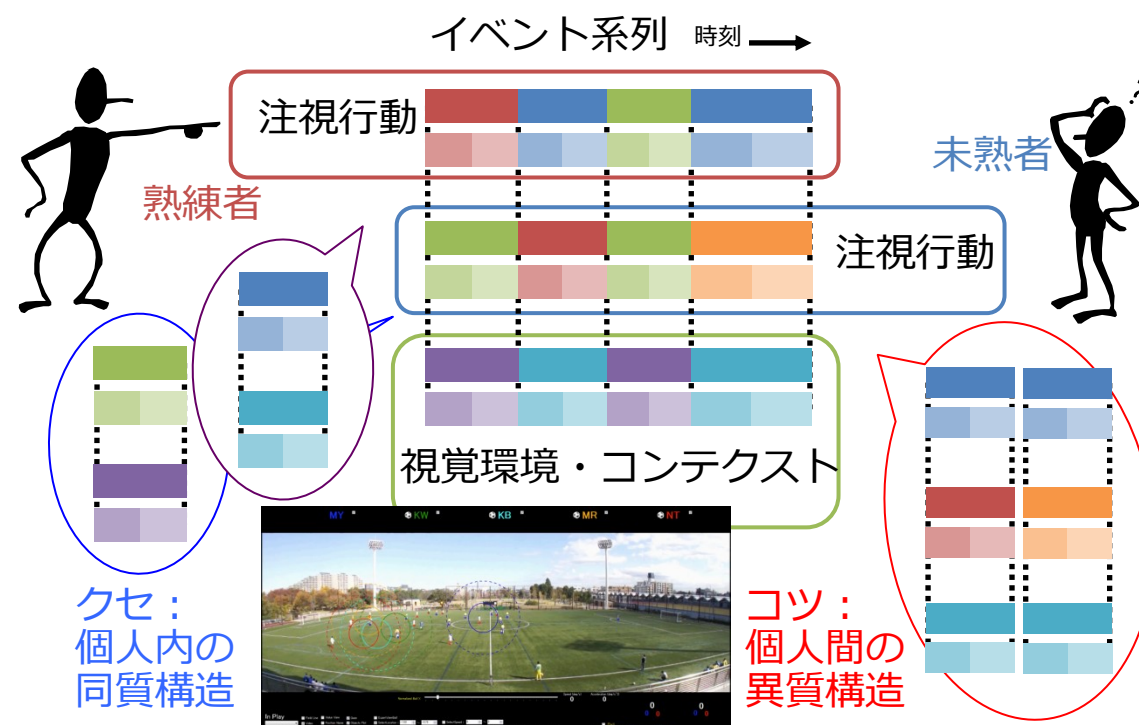 イベント系列 時刻
注視行動
熟練者
未熟者
注視行動
視覚環境・コンテクスト
MY KW KB MR NT
In Play
クセ:
個人内の
同質構造
コツ:
個人間の
異質構造